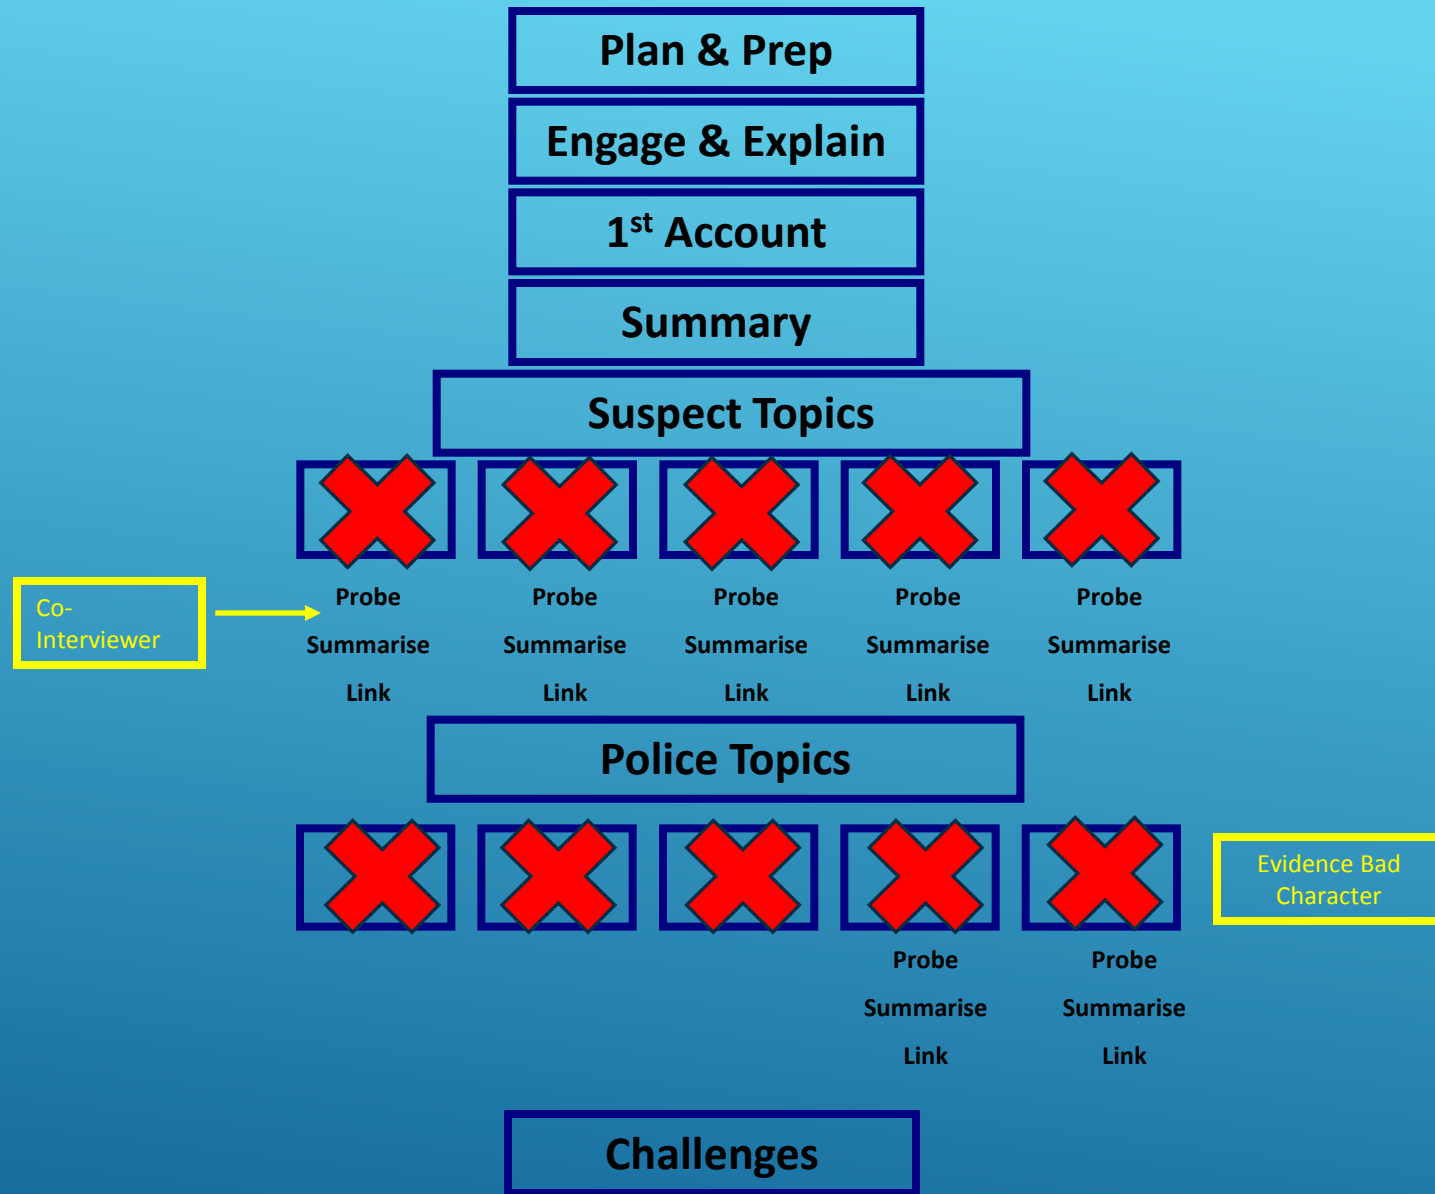 Plan & Prep
Engage & Explain
1st Account
Summary
Suspect Topics
Co-
Interviewer
Probe Probe Probe Probe Probe
Summarise Summarise Summarise Summarise Summarise
Link Link Link Link Link
Police Topics
Evidence Bad
Character
Probe Probe
Summarise Summarise
Link Link
Challenges